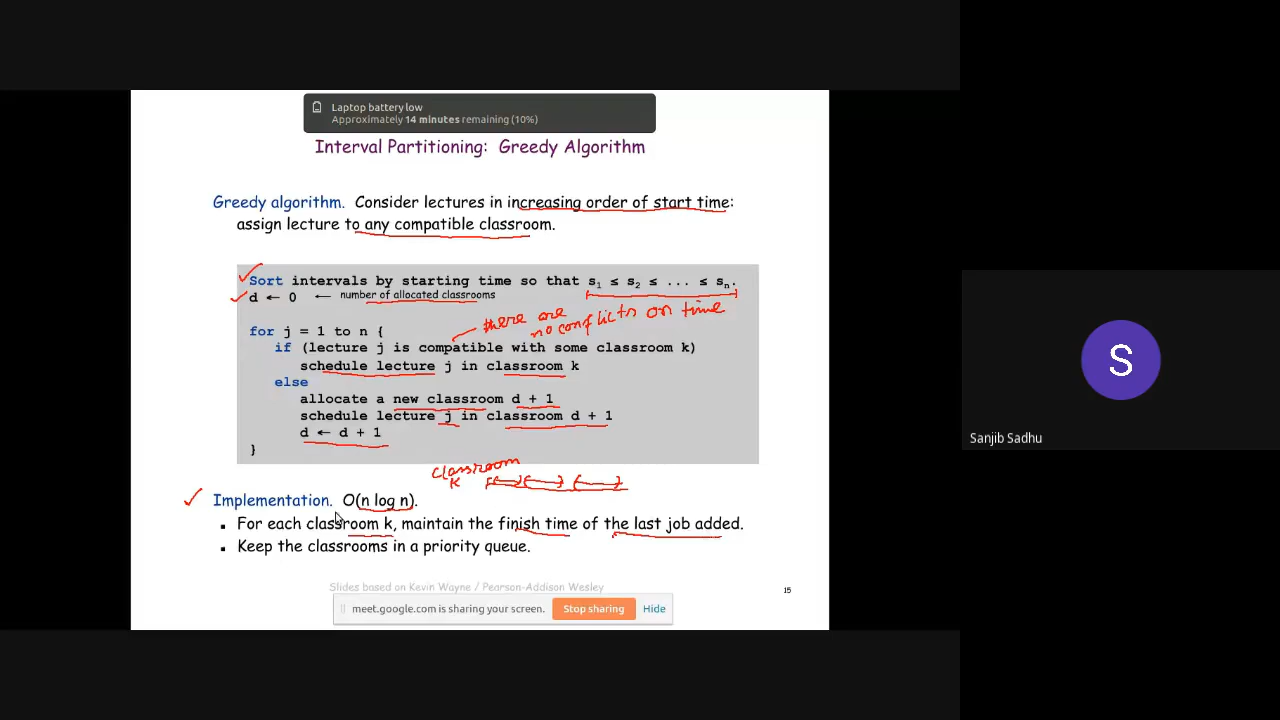 Laptop battery low
Approximately 14 minutes remaining (10%)
Interval Partitioning: Greedy Algorithm
Greedy algorithm. Consider lectures in increasing order of start time:
assign lecture to any compatible classroom.
Sort intervals by starting time so that s1 ≤ s2 ≤ ... ≤ sn.
d ← 0 ← number of allocated classrooms
there are
no conflicts on time
for j = 1 to n {
if (lecture j is compatible with some classroom k)
schedule lecture j in classroom k
else
allocate a new classroom d + 1
schedule lecture j in classroom d + 1
d ← d + 1
}
classroom
K
Implementation. O(n log n).
▪ For each classroom k, maintain the finish time of the last job added.
▪ Keep the classrooms in a priority queue.
Slides based on Kevin Wayne / Pearson-Addison Wesley
15
meet.google.com is sharing your screen. Stop sharing Hide
S
Sanjib Sadhu